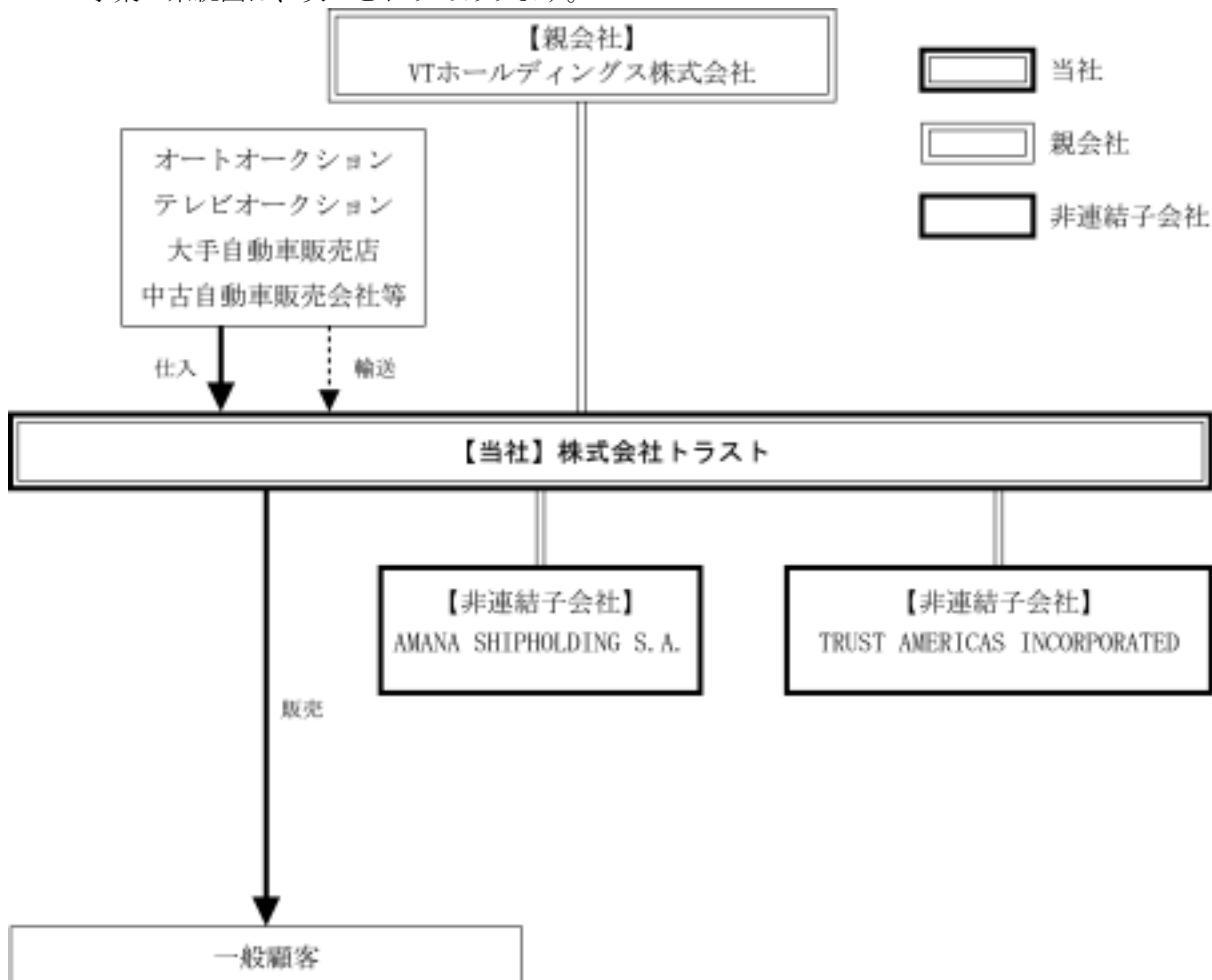 【親会社】
VTホールディングス株式会社
当社
親会社
非連結子会社
オートオークション
テレビオークション
大手自動車販売店
中古自動車販売会社等
仕入
輸送
【当社】株式会社トラスト
【非連結子会社】
AMANA SHIPHOLDING S.A.
【非連結子会社】
TRUST AMERICAS INCORPORATED
販売
一般顧客